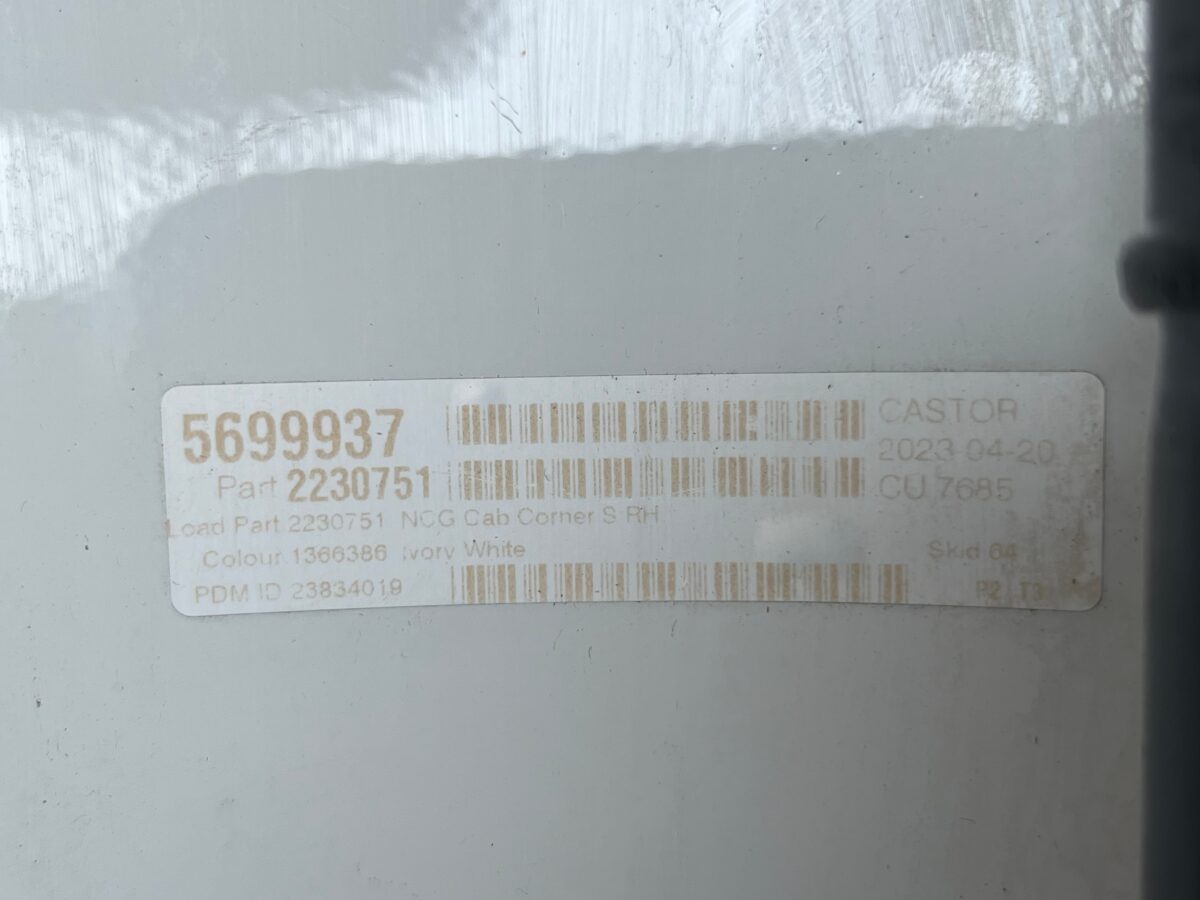 5699937
CASTOR
2023-04-20
Part 2230751
CU 7685
Load Part 2230751 NCG Cab Corner S RH
Colour 1366386 Ivory White
Skid 64
PDM ID 23834019
P2 T3